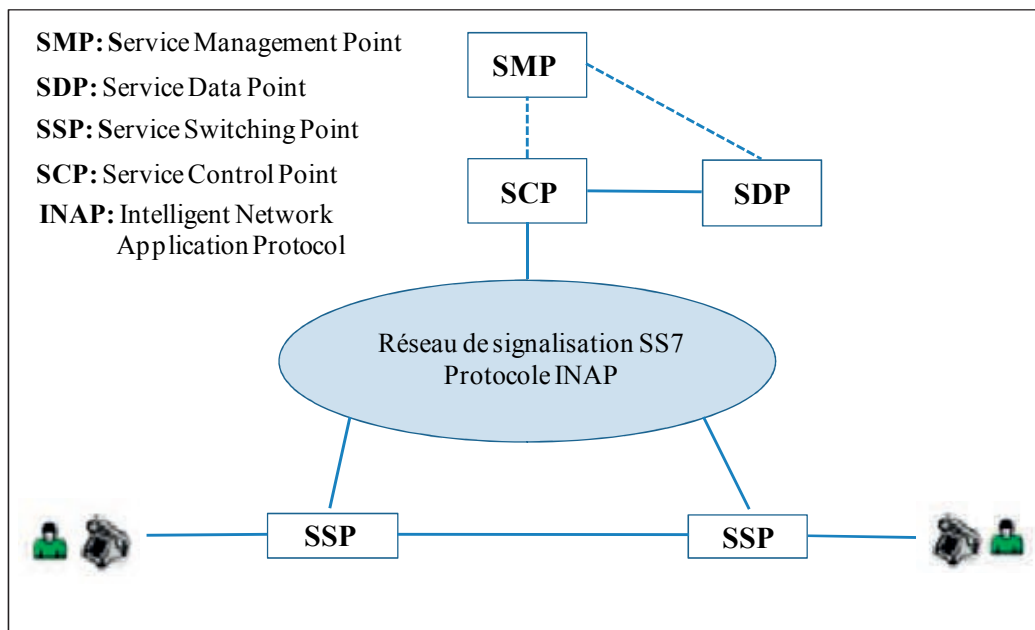 SMP: Service Management Point
SDP: Service Data Point
SSP: Service Switching Point
SCP: Service Control Point
INAP: Intelligent Network
Application Protocol
SMP
SCP
SDP
Réseau de signalisation SS7
Protocole INAP
SSP
SSP